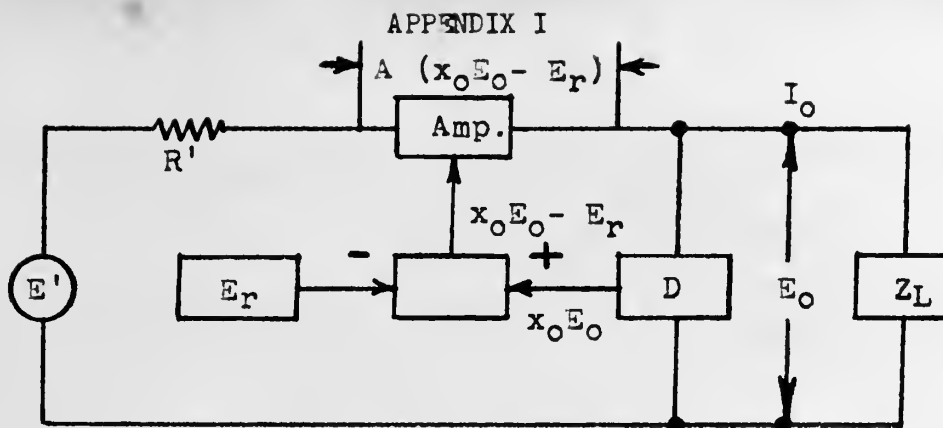 APPENDIX I
A (x₀E₀- Eᵣ)
I₀
Amp.
R'
x₀E₀- Eᵣ
- +
E' Eᵣ D E₀ Z_L
x₀E₀